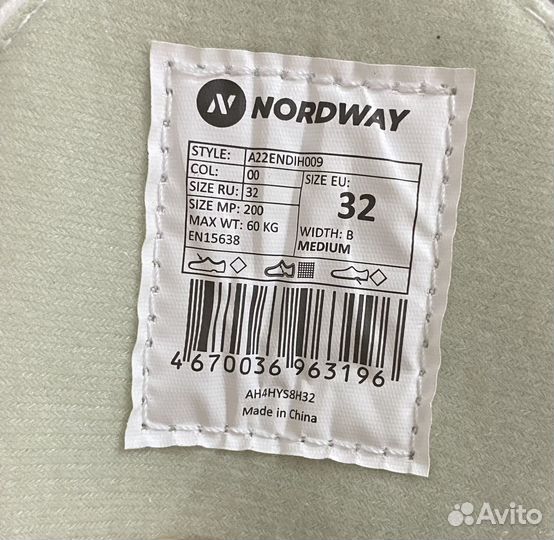 NORDWAY
STYLE: A22ENDIH009
COL: 00
SIZE RU: 32
SIZE MP: 200
MAX WT: 60 KG
EN15638
SIZE EU:
32
WIDTH: B
MEDIUM
4 670036 963196
AH4HYS8H32
Made in China
Avito